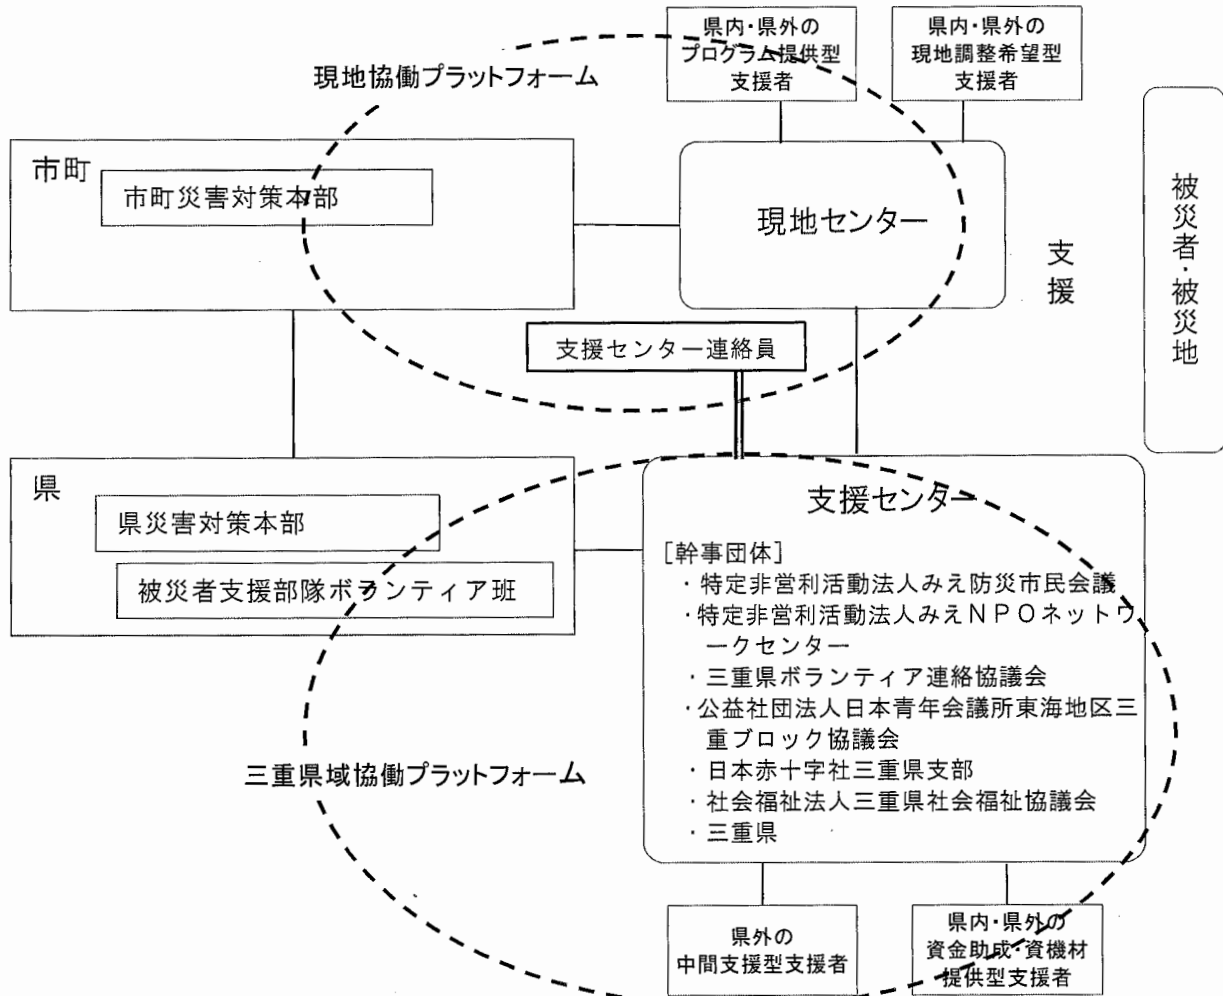 県内・県外の
プログラム提供型
支援者
県内・県外の
現地調整希望型
支援者
現地協働プラットフォーム
市町
市町災害対策本部
現地センター
支援
被災者・被災地
支援センター連絡員
県
県災害対策本部
被災者支援部隊ボランティア班
支援センター
[幹事団体]
・特定非営利活動法人みえ防災市民会議
・特定非営利活動法人みえNPOネットワ
ークセンター
・三重県ボランティア連絡協議会
・公益社団法人日本青年会議所東海地区三
重ブロック協議会
・日本赤十字社三重県支部
・社会福祉法人三重県社会福祉協議会
・三重県
三重県域協働プラットフォーム
県外の
中間支援型支援者
県内・県外の
資金助成・資機材
提供型支援者